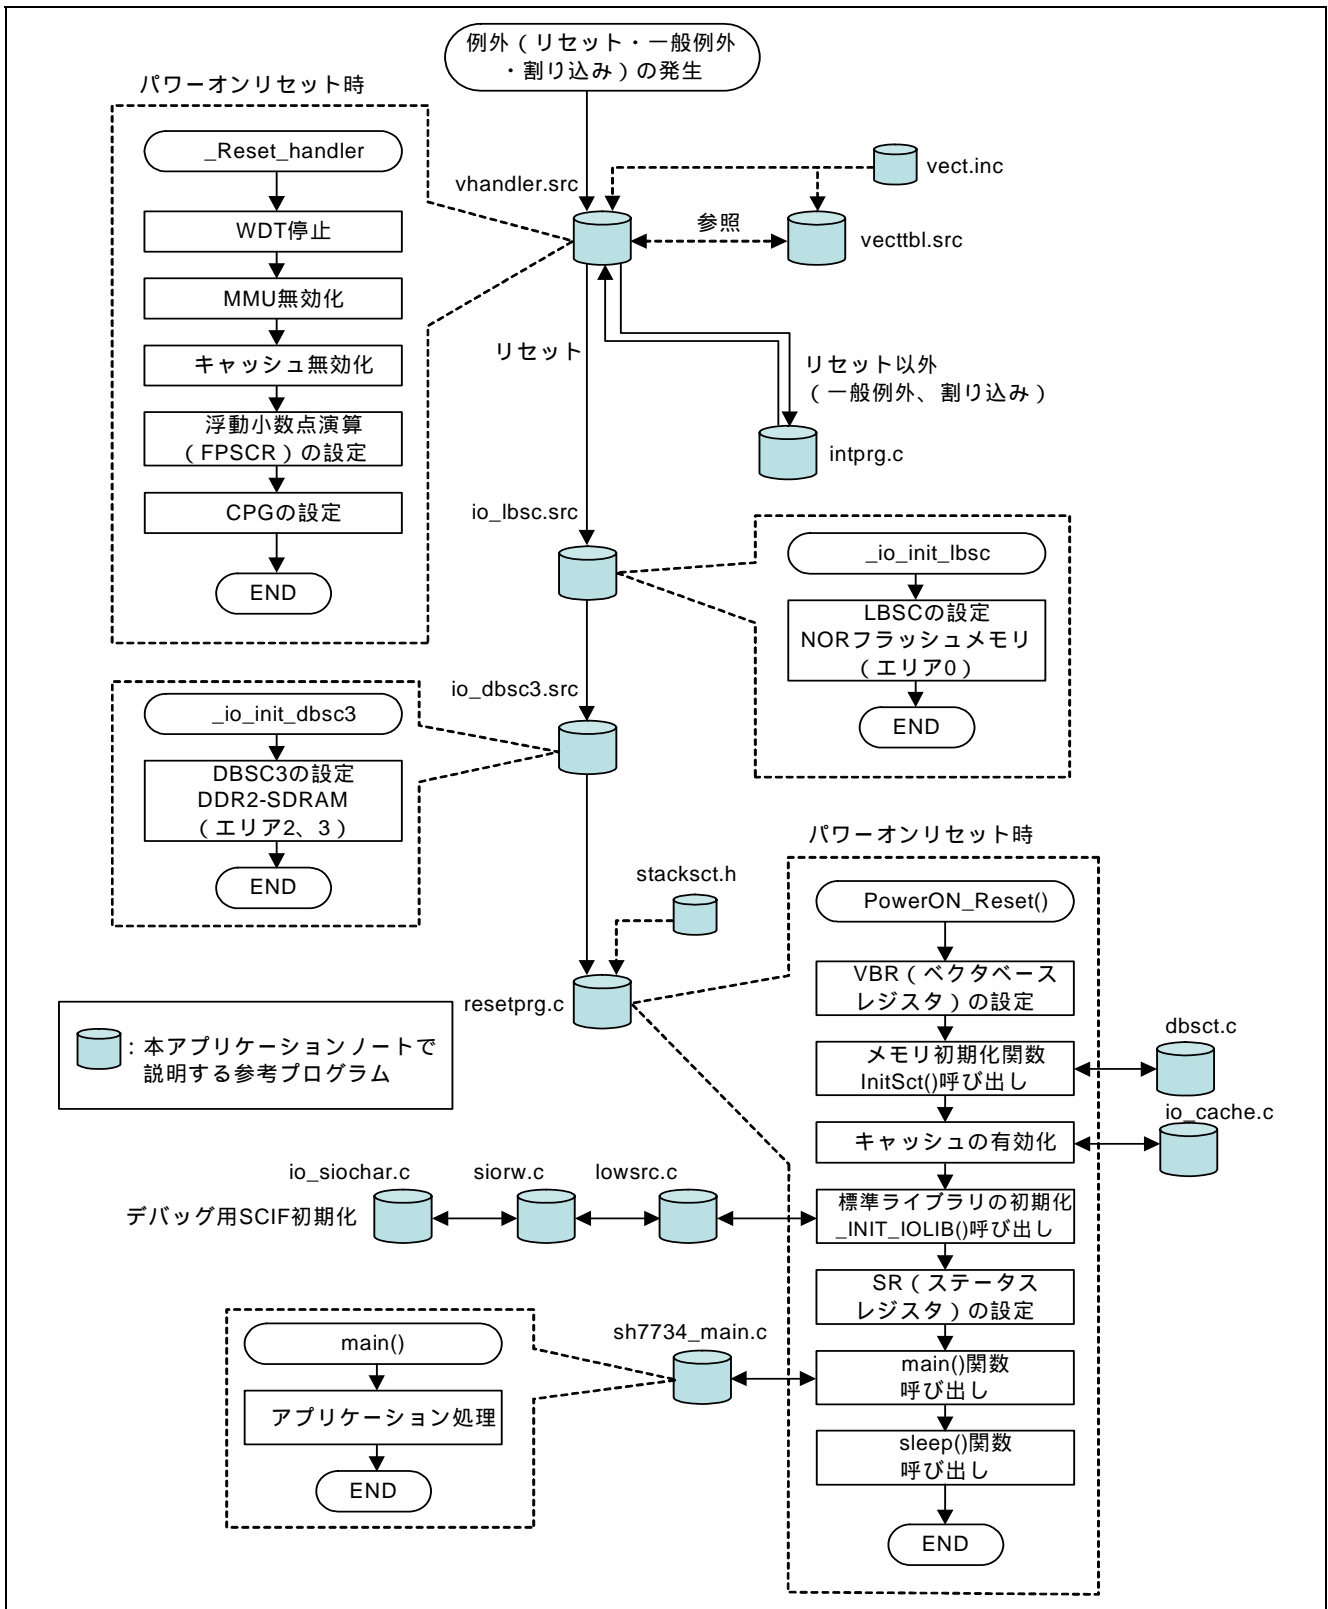 例外（リセット・一般例外
・割り込み）の発生
パワーオンリセット時
_Reset_handler
WDT停止
MMU無効化
キャッシュ無効化
浮動小数点演算
（FPSCR）の設定
CPGの設定
END
vhandler.src
vect.inc
参照
vecttbl.src
リセット
リセット以外
（一般例外、割り込み）
intprg.c
io_lbsc.src
_io_init_lbsc
LBSCの設定
NORフラッシュメモリ
（エリア0）
END
io_dbsc3.src
_io_init_dbsc3
DBSC3の設定
DDR2-SDRAM
（エリア2、3）
END
stacksct.h
resetprg.c
：本アプリケーションノートで
説明する参考プログラム
パワーオンリセット時
PowerON_Reset()
VBR（ベクタベース
レジスタ）の設定
メモリ初期化関数
InitSct()呼び出し
dbsct.c
キャッシュの有効化
io_cache.c
標準ライブラリの初期化
_INIT_IOLIB()呼び出し
デバッグ用SCIF初期化
io_siochar.c
siorw.c
lowsrc.c
SR（ステータス
レジスタ）の設定
main()関数
呼び出し
sh7734_main.c
main()
アプリケーション処理
END
sleep()関数
呼び出し
END